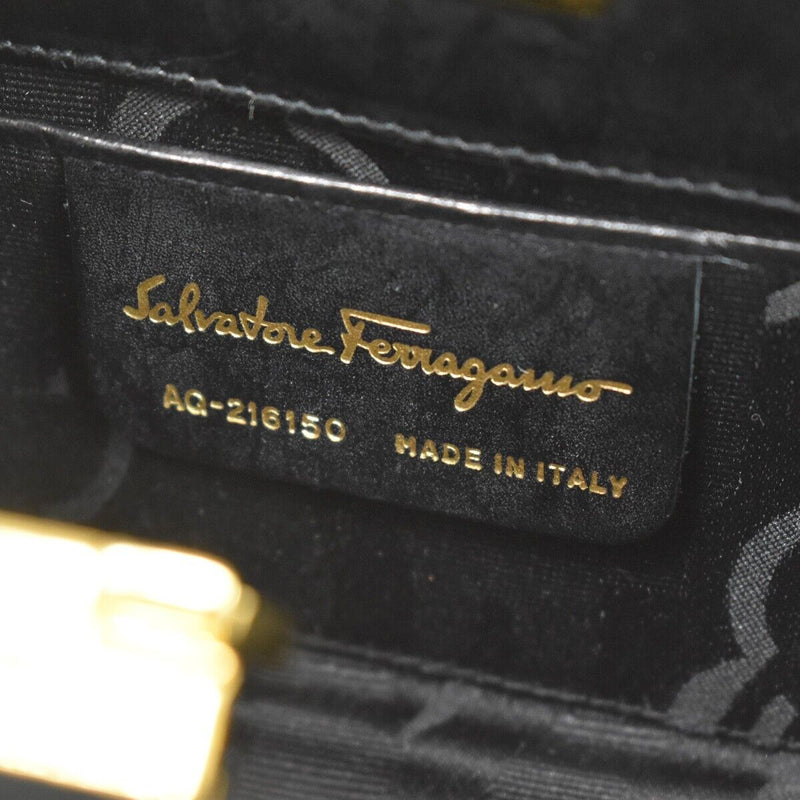 Salvatore Ferragamo
AQ-216150 MADE IN ITALY